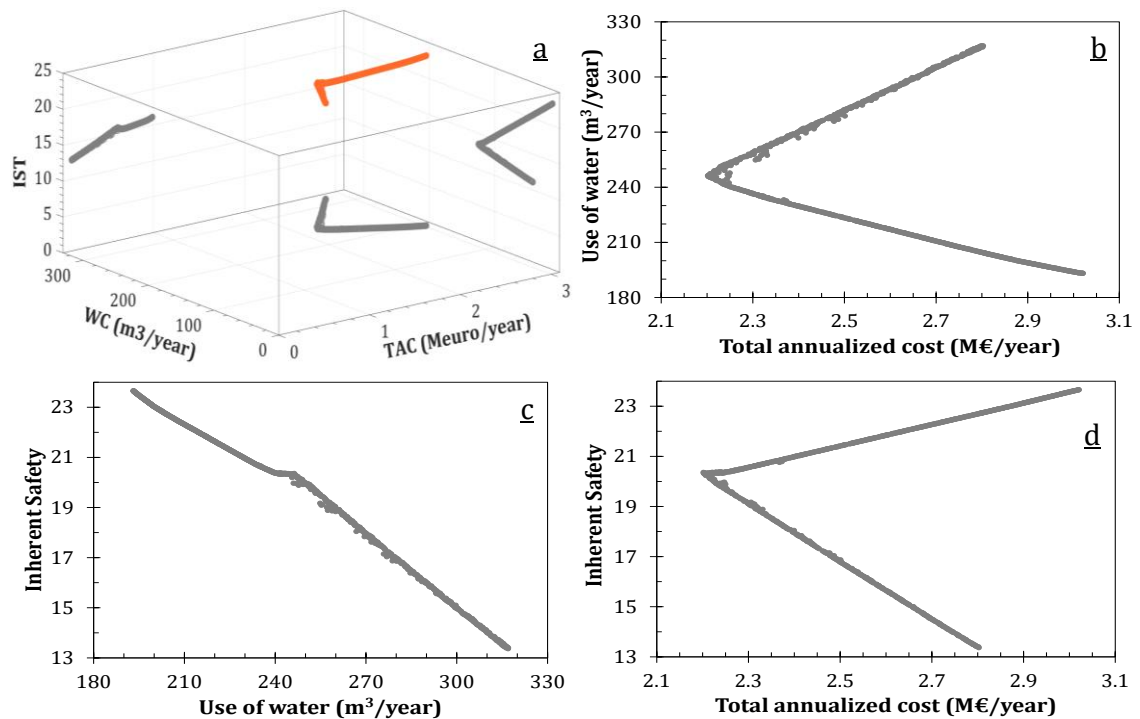 a
25
20
15
10
5
0
IST
300
200
100
0
WC (m3/year)
0
1
2
3
TAC (Meuro/year)
b
330
300
270
240
210
180
Use of water (m³/year)
2.1 2.3 2.5 2.7 2.9 3.1
Total annualized cost (M€/year)
c
23
21
19
17
15
13
Inherent Safety
180 210 240 270 300 330
Use of water (m³/year)
d
23
21
19
17
15
13
Inherent Safety
2.1 2.3 2.5 2.7 2.9 3.1
Total annualized cost (M€/year)